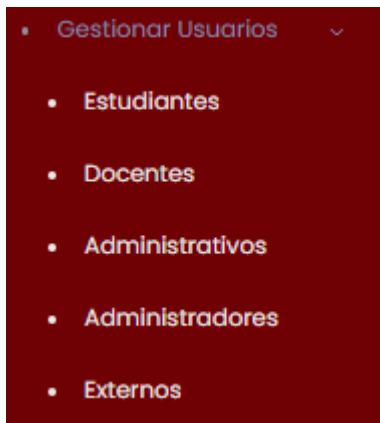 • Gestionar Usuarios
• Estudiantes
• Docentes
• Administrativos
• Administradores
• Externos